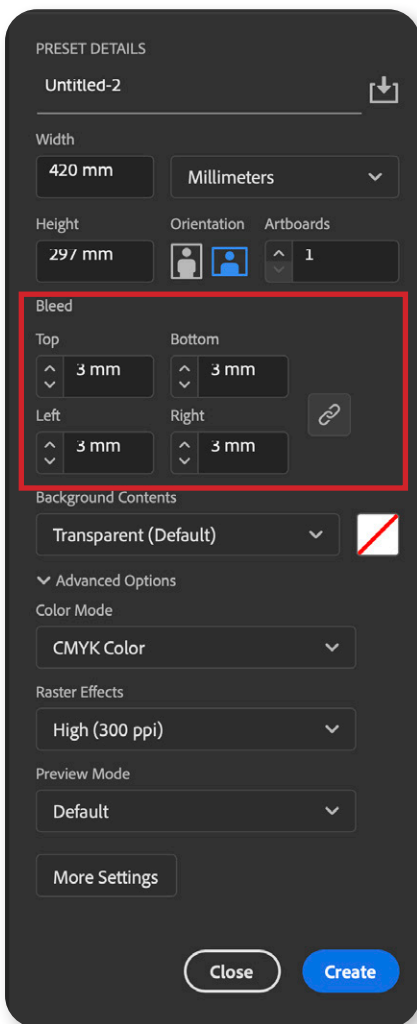 PRESET DETAILS
Untitled-2
Width
420 mm Millimeters
Height Orientation Artboards
297 mm 1
Bleed
Top Bottom
3 mm 3 mm
Left Right
3 mm 3 mm
Background Contents
Transparent (Default)
Advanced Options
Color Mode
CMYK Color
Raster Effects
High (300 ppi)
Preview Mode
Default
More Settings
Close Create